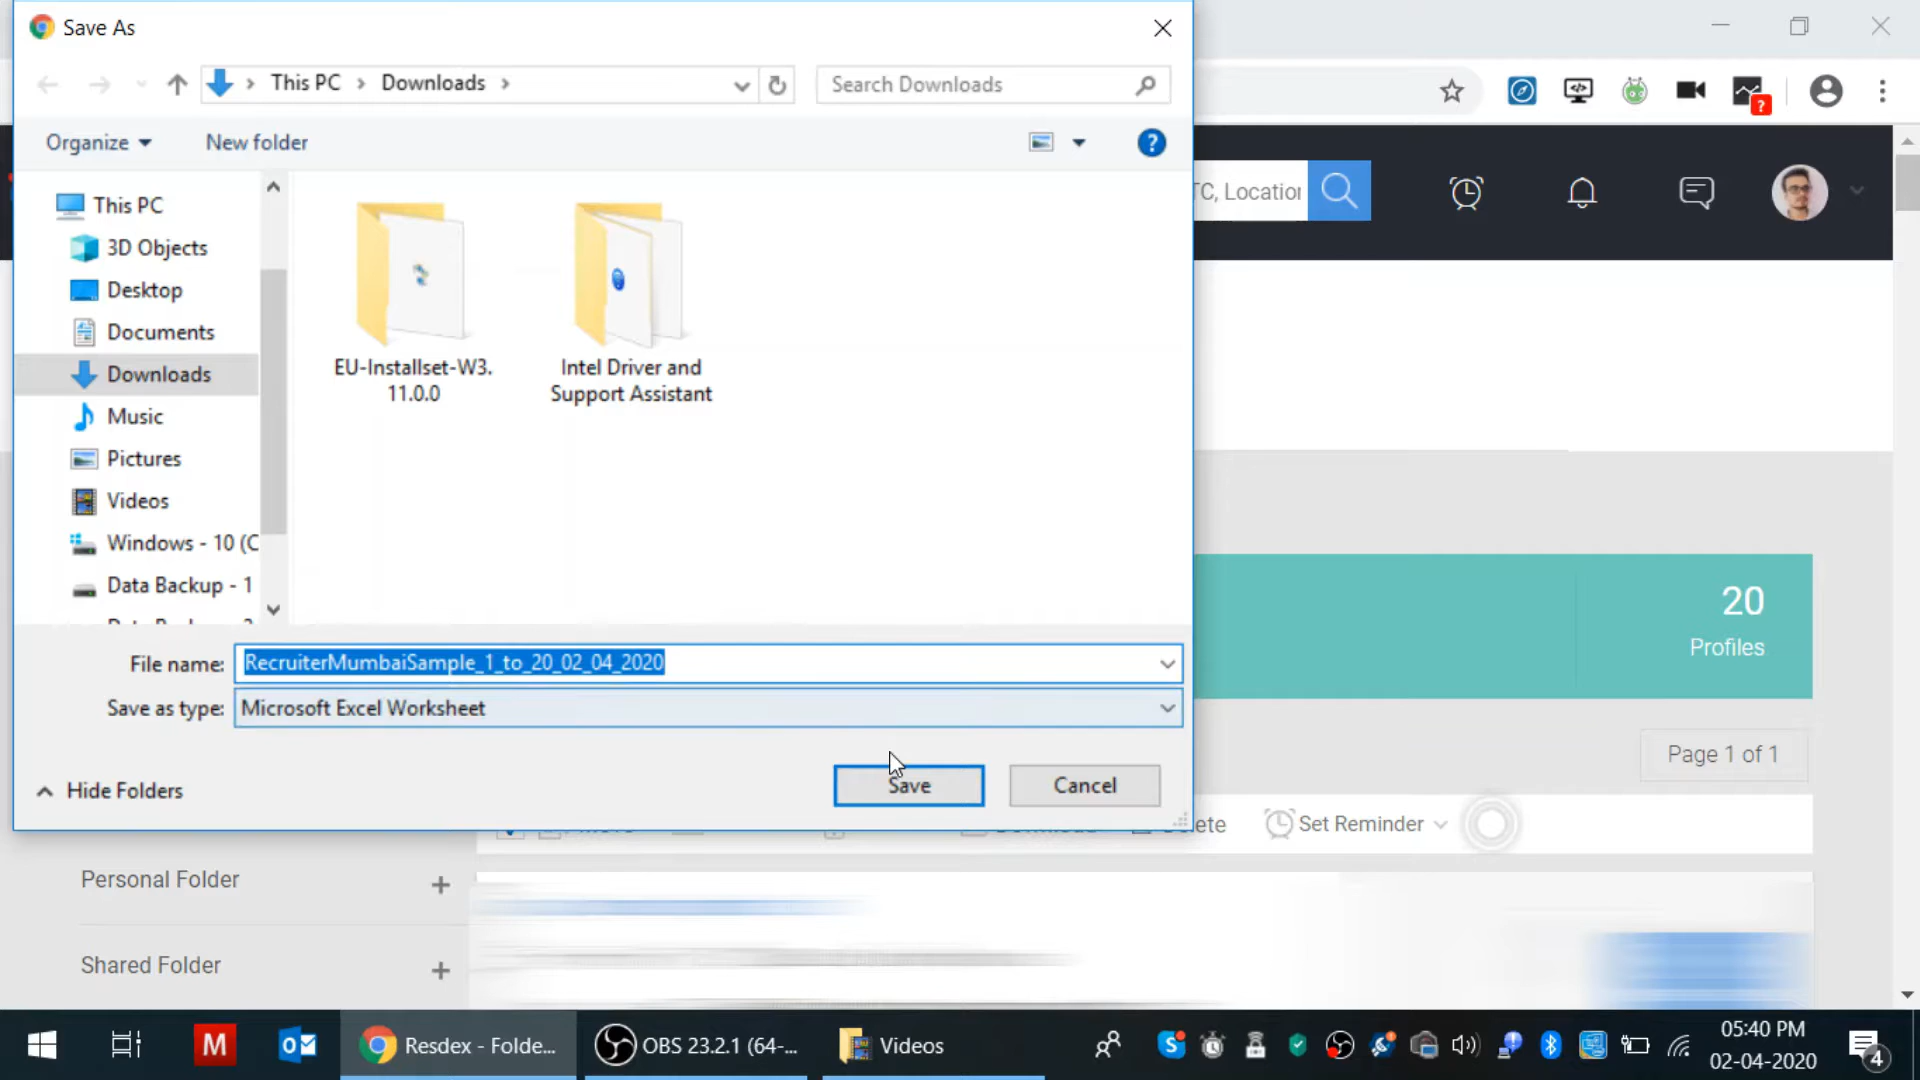 Save As
This PC
Downloads
Search Downloads
Organize
New folder
?
?
TC, Location
This PC
3D Objects
Desktop
Documents
Downloads
Music
Pictures
Videos
Windows - 10 (C
Data Backup - 1
EU-Installset-W3.
11.0.0
Intel Driver and
Support Assistant
File name: RecruiterMumbaiSample_1_to_20_02_04_2020
Save as type: Microsoft Excel Worksheet
Hide Folders
Save
Cancel
20
Profiles
Page 1 of 1
Set Reminder
Personal Folder
Shared Folder
M
Resdex - Folde...
OBS 23.2.1 (64-...
Videos
05:40 PM
02-04-2020
4